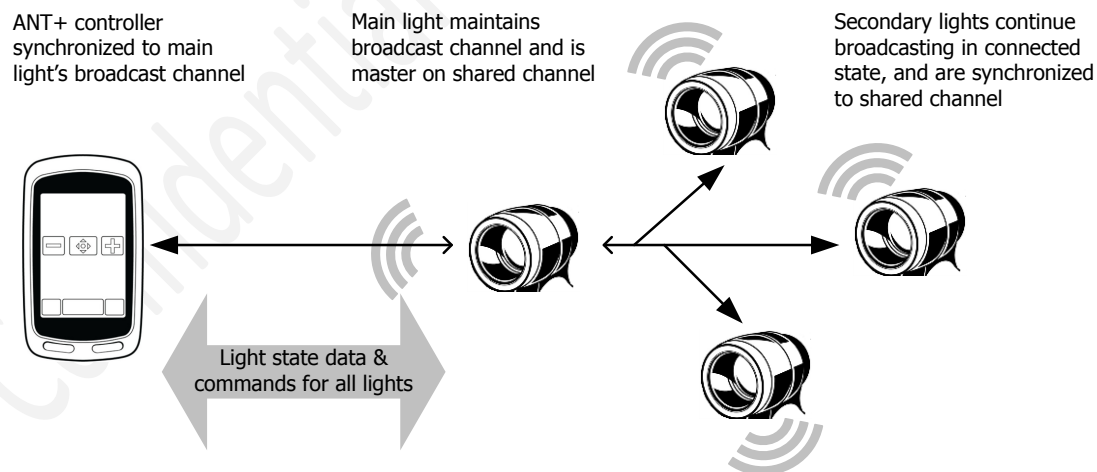 ANT+ controller
synchronized to main
light's broadcast channel
Main light maintains
broadcast channel and is
master on shared channel
Secondary lights continue
broadcasting in connected
state, and are synchronized
to shared channel
Light state data &
commands for all lights
Confidential